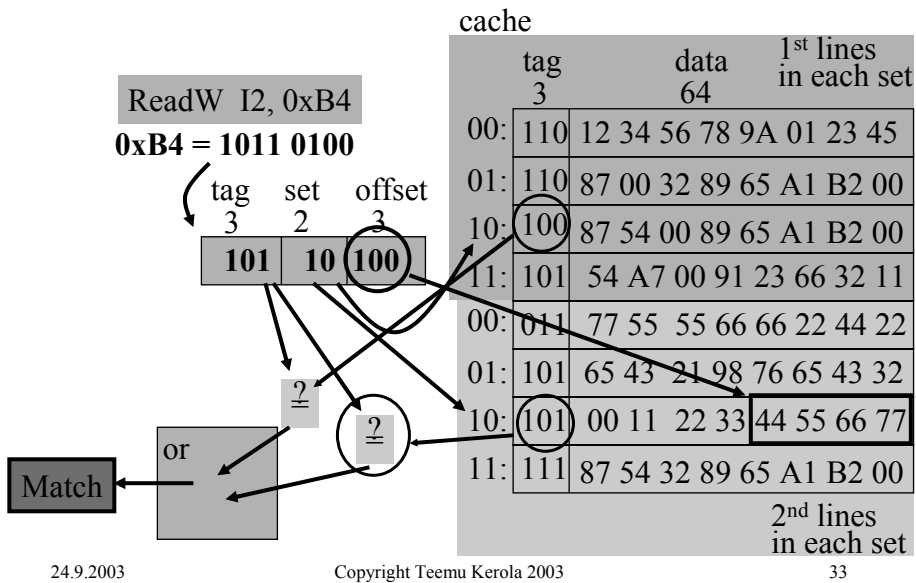 cache
tag data 1st lines
in each set
3 64
ReadW I2, 0xB4
0xB4 = 1011 0100
tag set offset
3 2 3
101 10 100
00: 110 12 34 56 78 9A 01 23 45
01: 110 87 00 32 89 65 A1 B2 00
10: 100 87 54 00 89 65 A1 B2 00
11: 101 54 A7 00 91 23 66 32 11
00: 011 77 55 55 66 66 22 44 22
01: 101 65 43 21 98 76 65 43 32
10: 101 00 11 22 33 44 55 66 77
11: 111 87 54 32 89 65 A1 B2 00
?
=
?
=
or
Match
2nd lines
in each set
24.9.2003 Copyright Teemu Kerola 2003 33